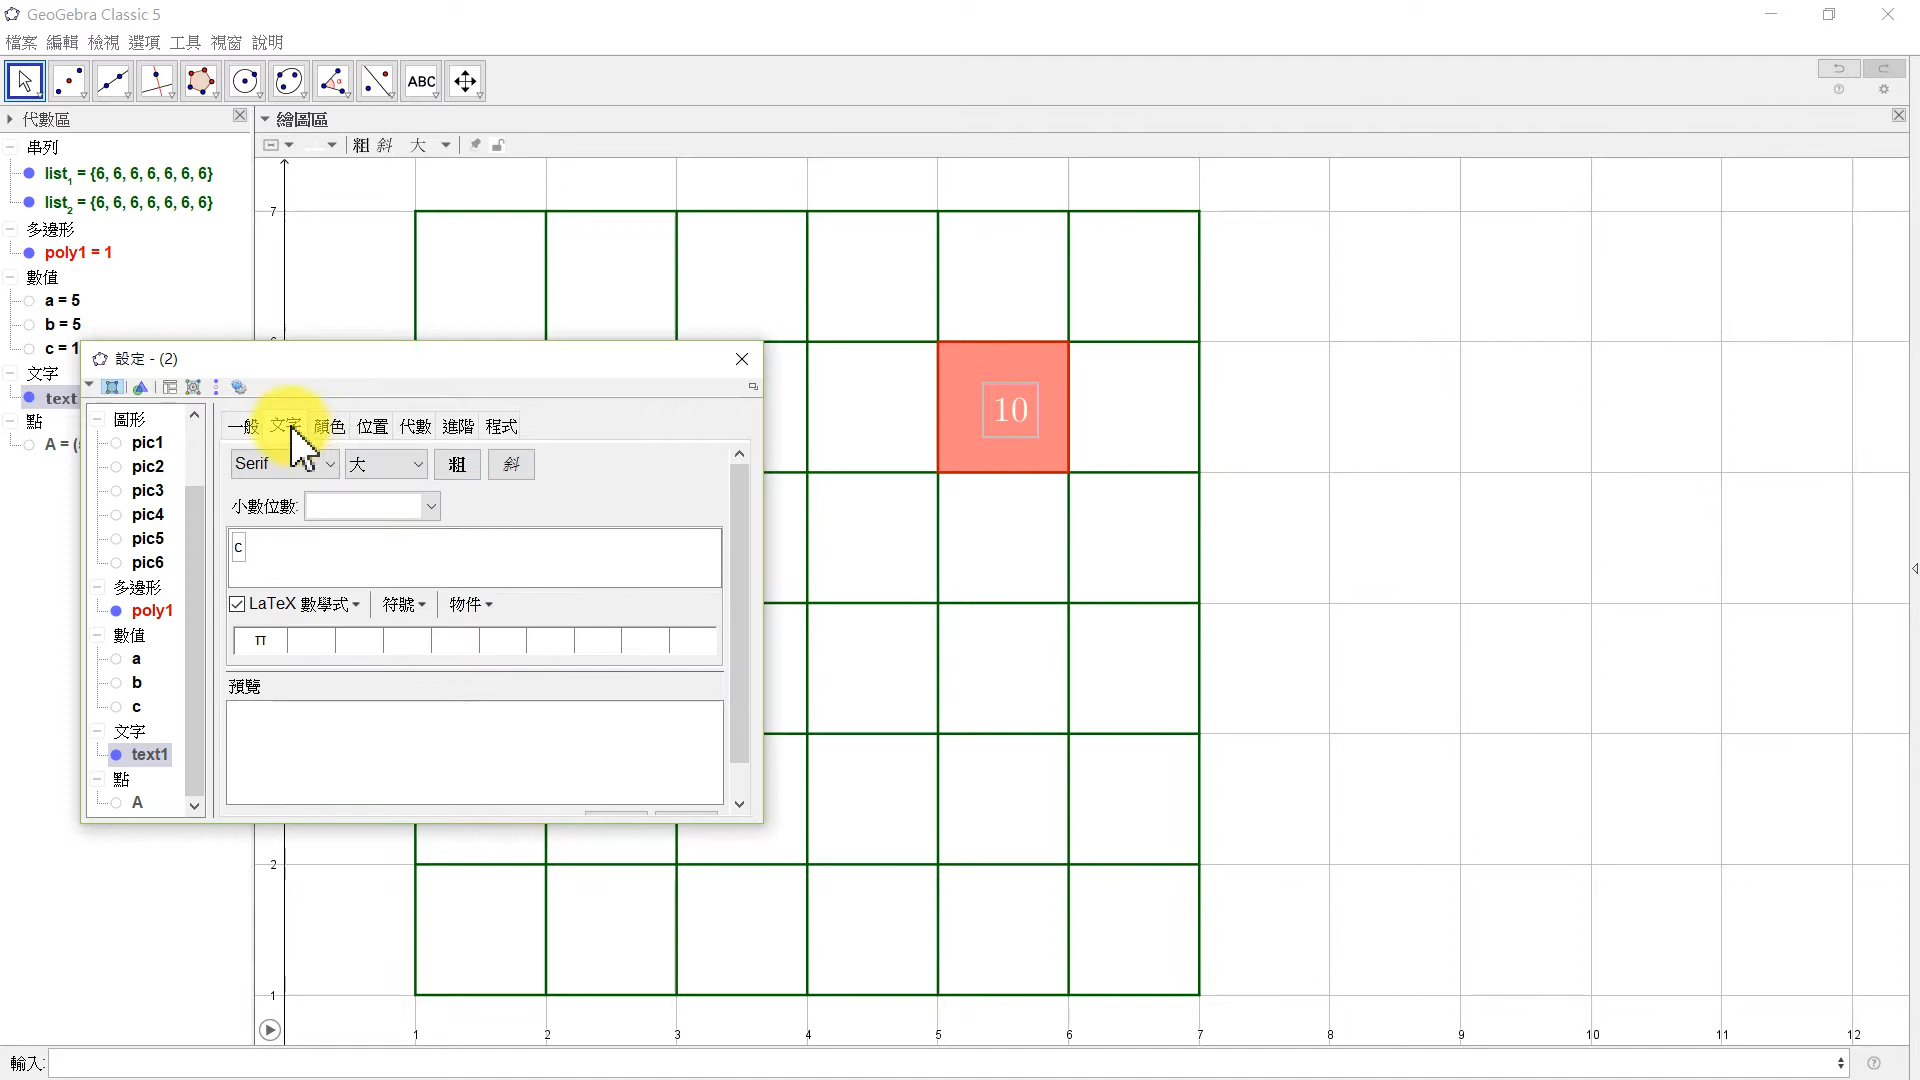 GeoGebra Classic 5
檔案 編輯 檢視 選項 工具 視窗 說明
ABC
代數區
繪圖區
粗 斜 大
串列
list1 = {6, 6, 6, 6, 6, 6, 6}
list2 = {6, 6, 6, 6, 6, 6, 6}
多邊形
poly1 = 1
數值
a = 5
b = 5
c = 1
文字
text
點
A = (
設定 - (2)
圖形
pic1
pic2
pic3
pic4
pic5
pic6
多邊形
poly1
數值
a
b
c
文字
text1
點
A
一般 文字 顏色 位置 代數 進階 程式
Serif 大 粗 斜
小數位數:
c
LaTeX 數學式 符號 物件
π
預覽
10
7
2
1
1 2 3 4 5 6 7 8 9 10 11 12
輸入: